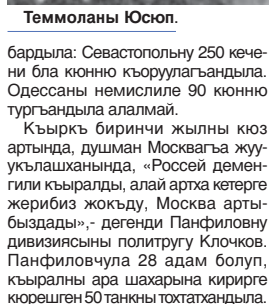 Теммоланы Юсюп.
бардыла: Севастопольну 250 кече-
ни бла кюнню къоруулагъандыла.
Одессаны немислиле 90 кюнню
тургъандыла алалмай.
Къыркъ биринчи жылны кюз
артында, душман Москвагъа жуу-
укълашханында, «Россей демен-
гили къыралды, алай артха кетерге
жерибиз жокъду, Москва арты-
быздады»,- дегенди Панфиловну
дивизиясыны политругу Клочков.
Панфиловчула 28 адам болуп,
къыралны ара шахарына кирирге
кюрешген 50 танкны тохтатхандыла.